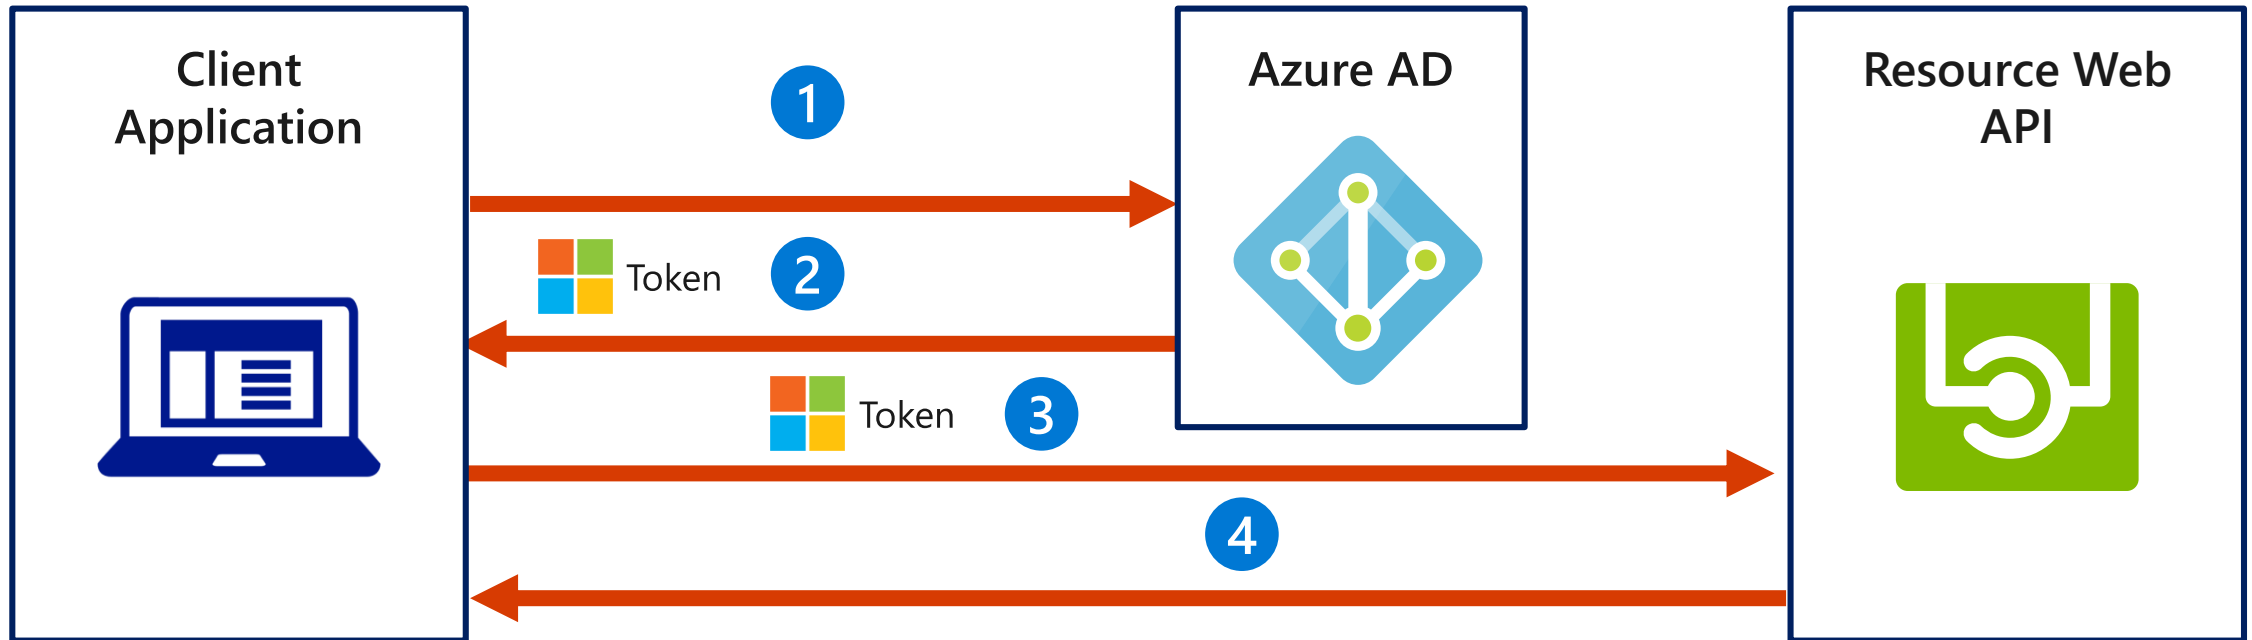 Client
Application
1
Azure AD
Resource Web
API
Token
2
Token
3
4